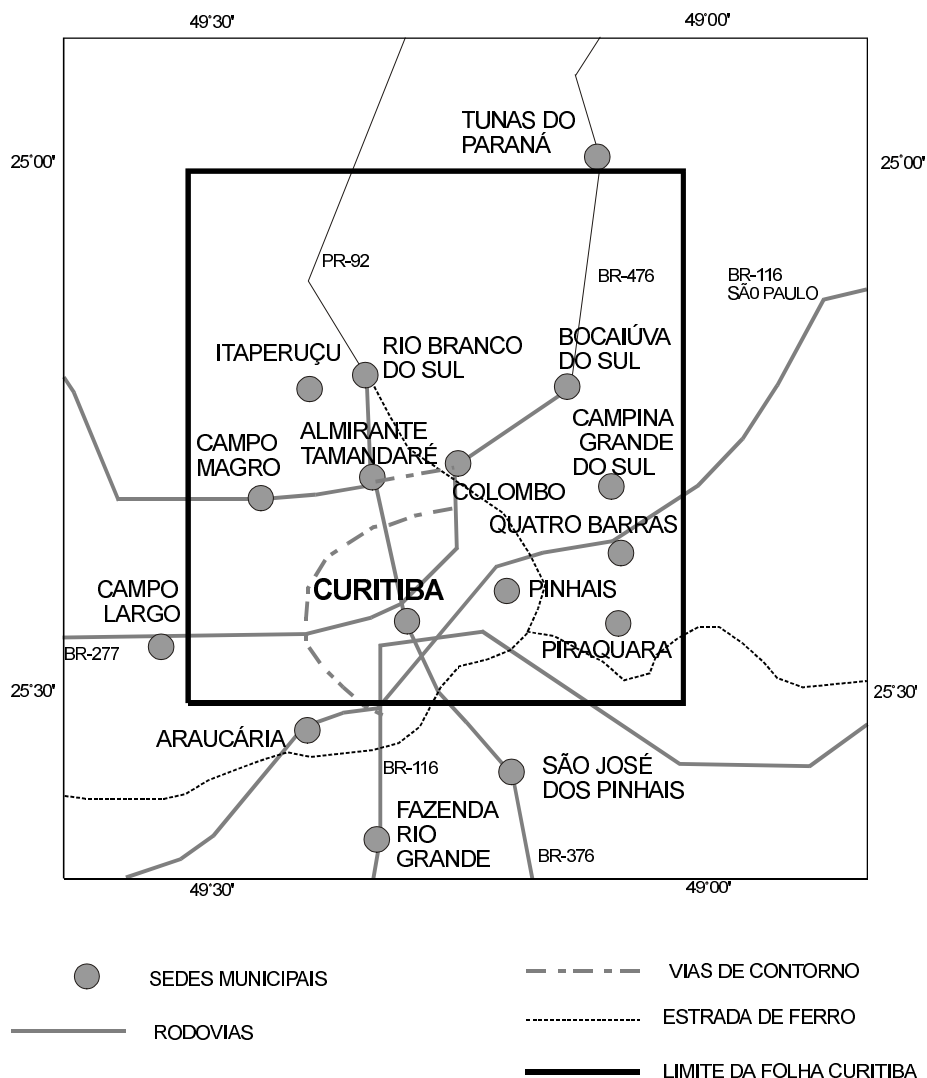 49°30'
49°00'
TUNAS DO
PARANÁ
25°00'
25°00'
PR-92
BR-476
BR-116
SÃ0 PAULO
ITAPERUÇU
RIO BRANCO
DO SUL
BOCAIÚVA
DO SUL
CAMPO
MAGRO
ALMIRANTE
TAMANDARÉ
CAMPINA
GRANDE
DO SUL
COLOMBO
QUATRO BARRAS
CAMPO
LARGO
CURITIBA
PINHAIS
PIRAQUARA
BR-277
25°30'
25°30'
ARAUCÁRIA
BR-116
SÃO JOSÉ
DOS PINHAIS
FAZENDA
RIO
GRANDE
BR-376
49°30'
49°00'
SEDES MUNICIPAIS
VIAS DE CONTORNO
RODOVIAS
ESTRADA DE FERRO
LIMITE DA FOLHA CURITIBA